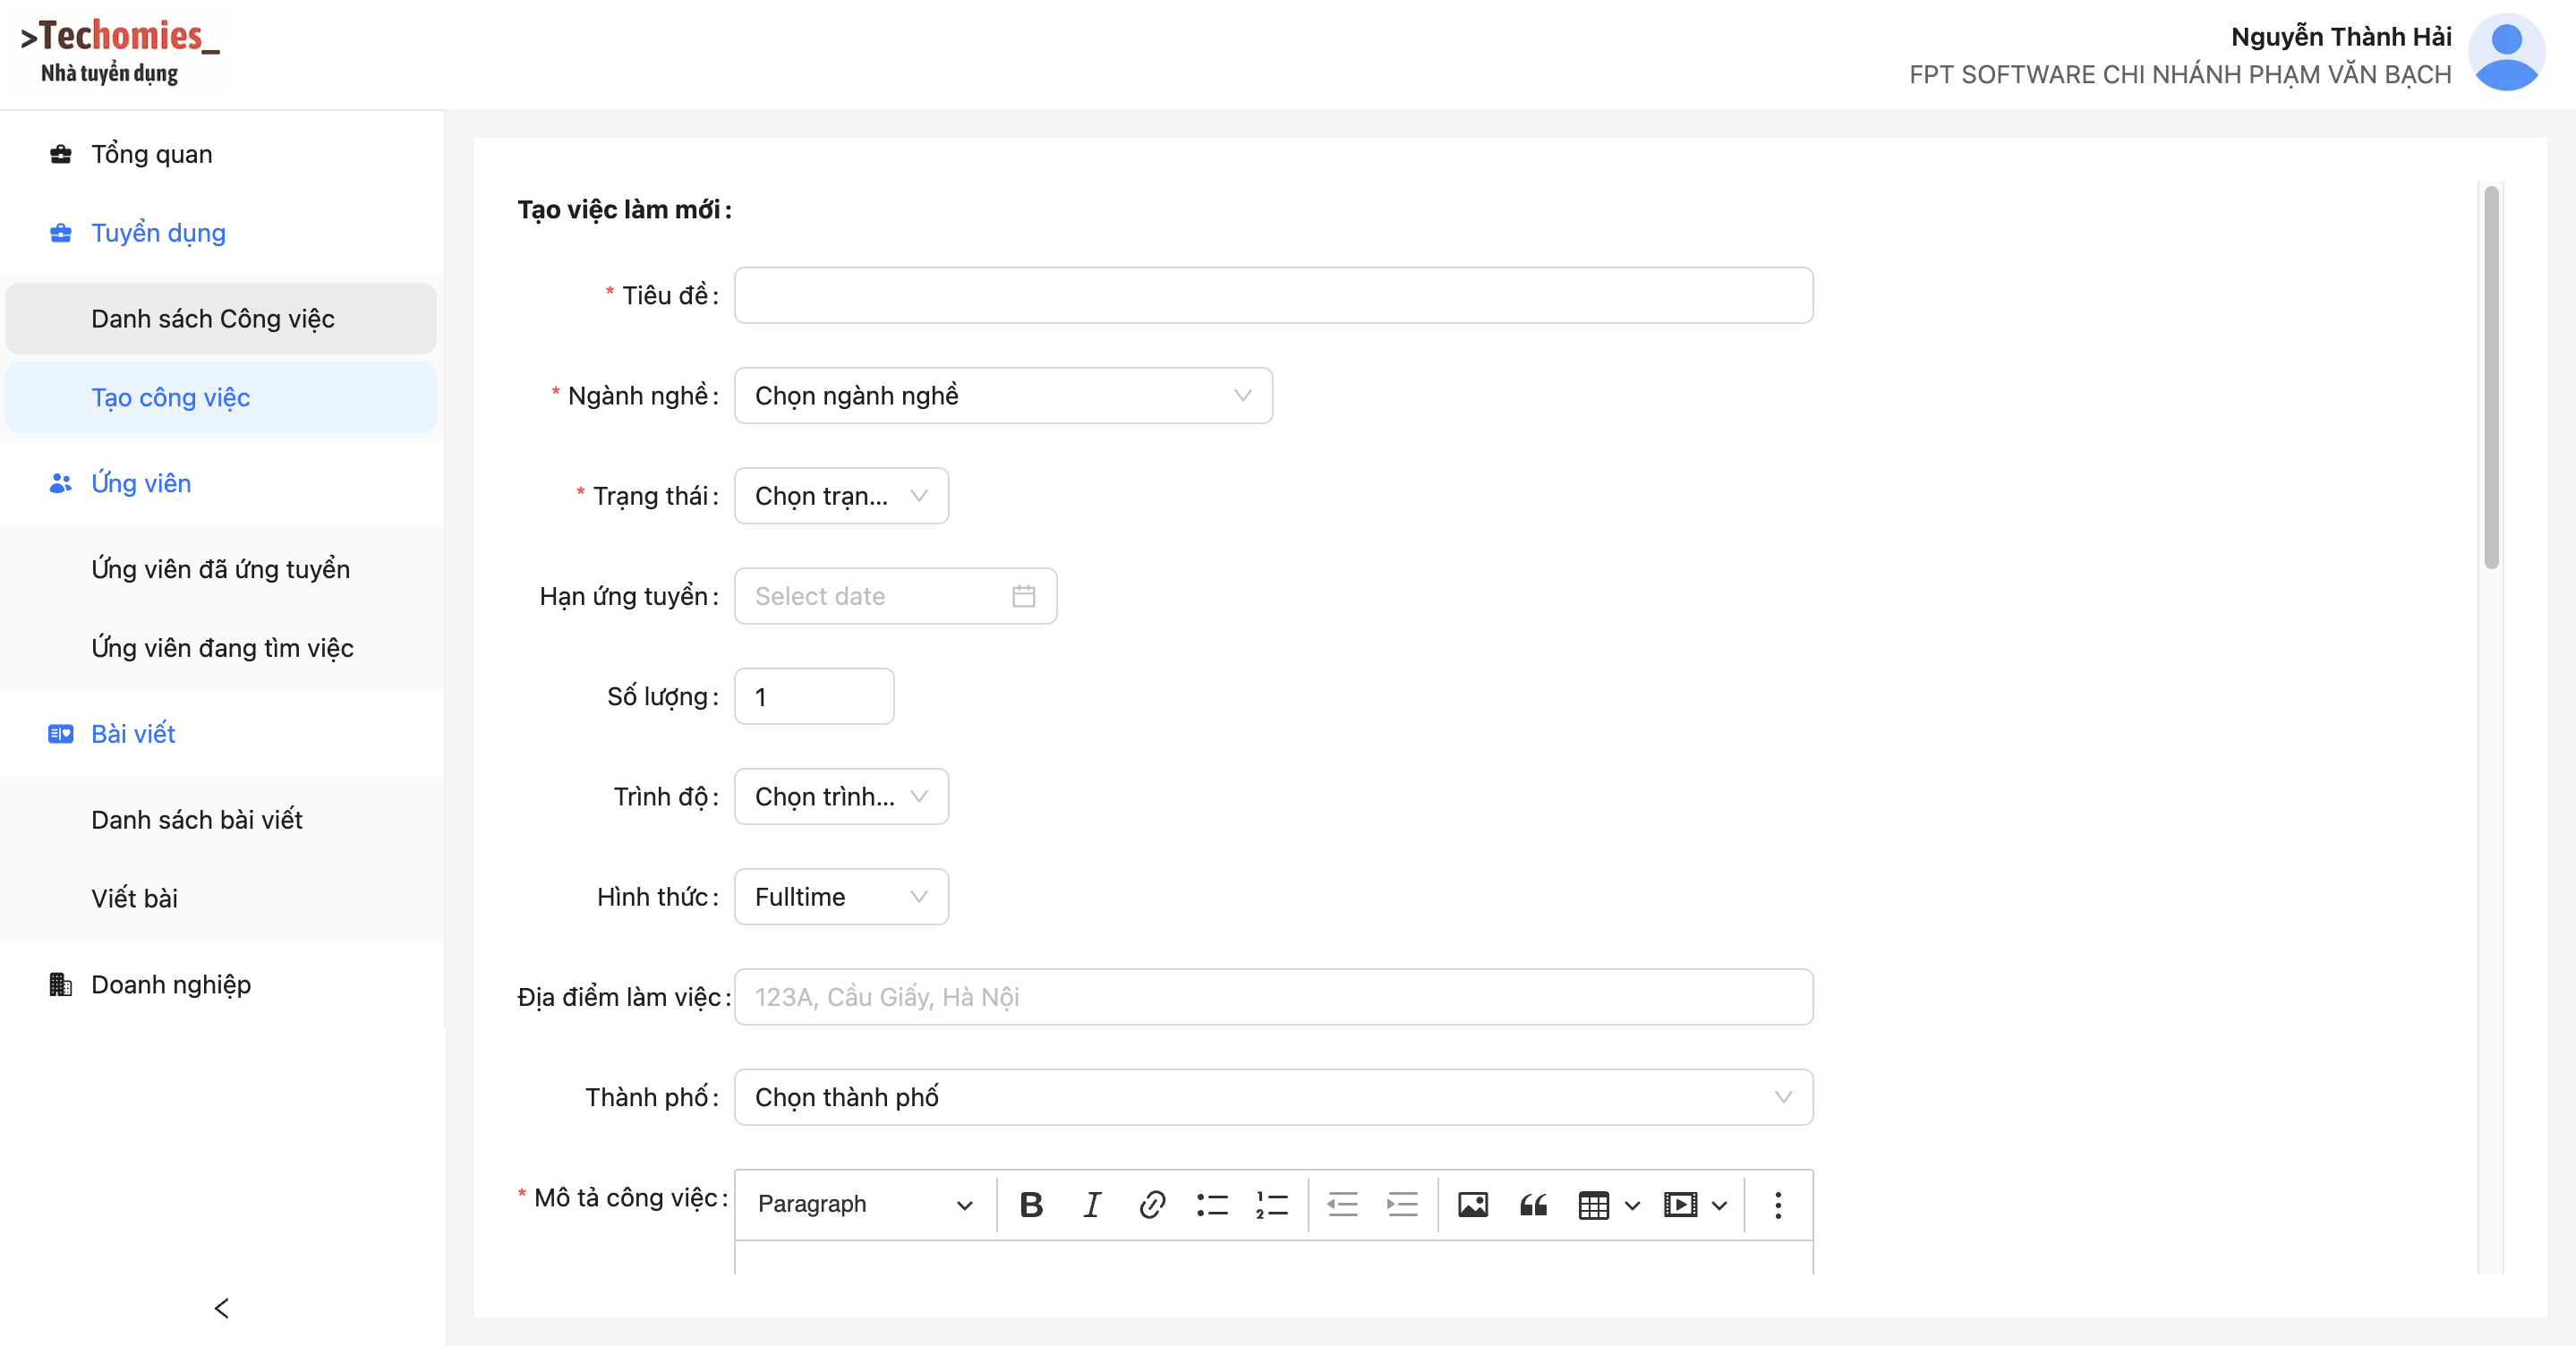 >Techomies_
Nhà tuyển dụng
Nguyễn Thành Hải
FPT SOFTWARE CHI NHÁNH PHẠM VĂN BẠCH
Tổng quan
Tuyển dụng
Danh sách Công việc
Tạo công việc
Ứng viên
Ứng viên đã ứng tuyển
Ứng viên đang tìm việc
Bài viết
Danh sách bài viết
Viết bài
Doanh nghiệp
Tạo việc làm mới:
* Tiêu đề:
* Ngành nghề: Chọn ngành nghề
* Trạng thái: Chọn trạn...
Hạn ứng tuyển: Select date
Số lượng: 1
Trình độ: Chọn trình...
Hình thức: Fulltime
Địa điểm làm việc: 123A, Cầu Giấy, Hà Nội
Thành phố: Chọn thành phố
* Mô tả công việc: Paragraph